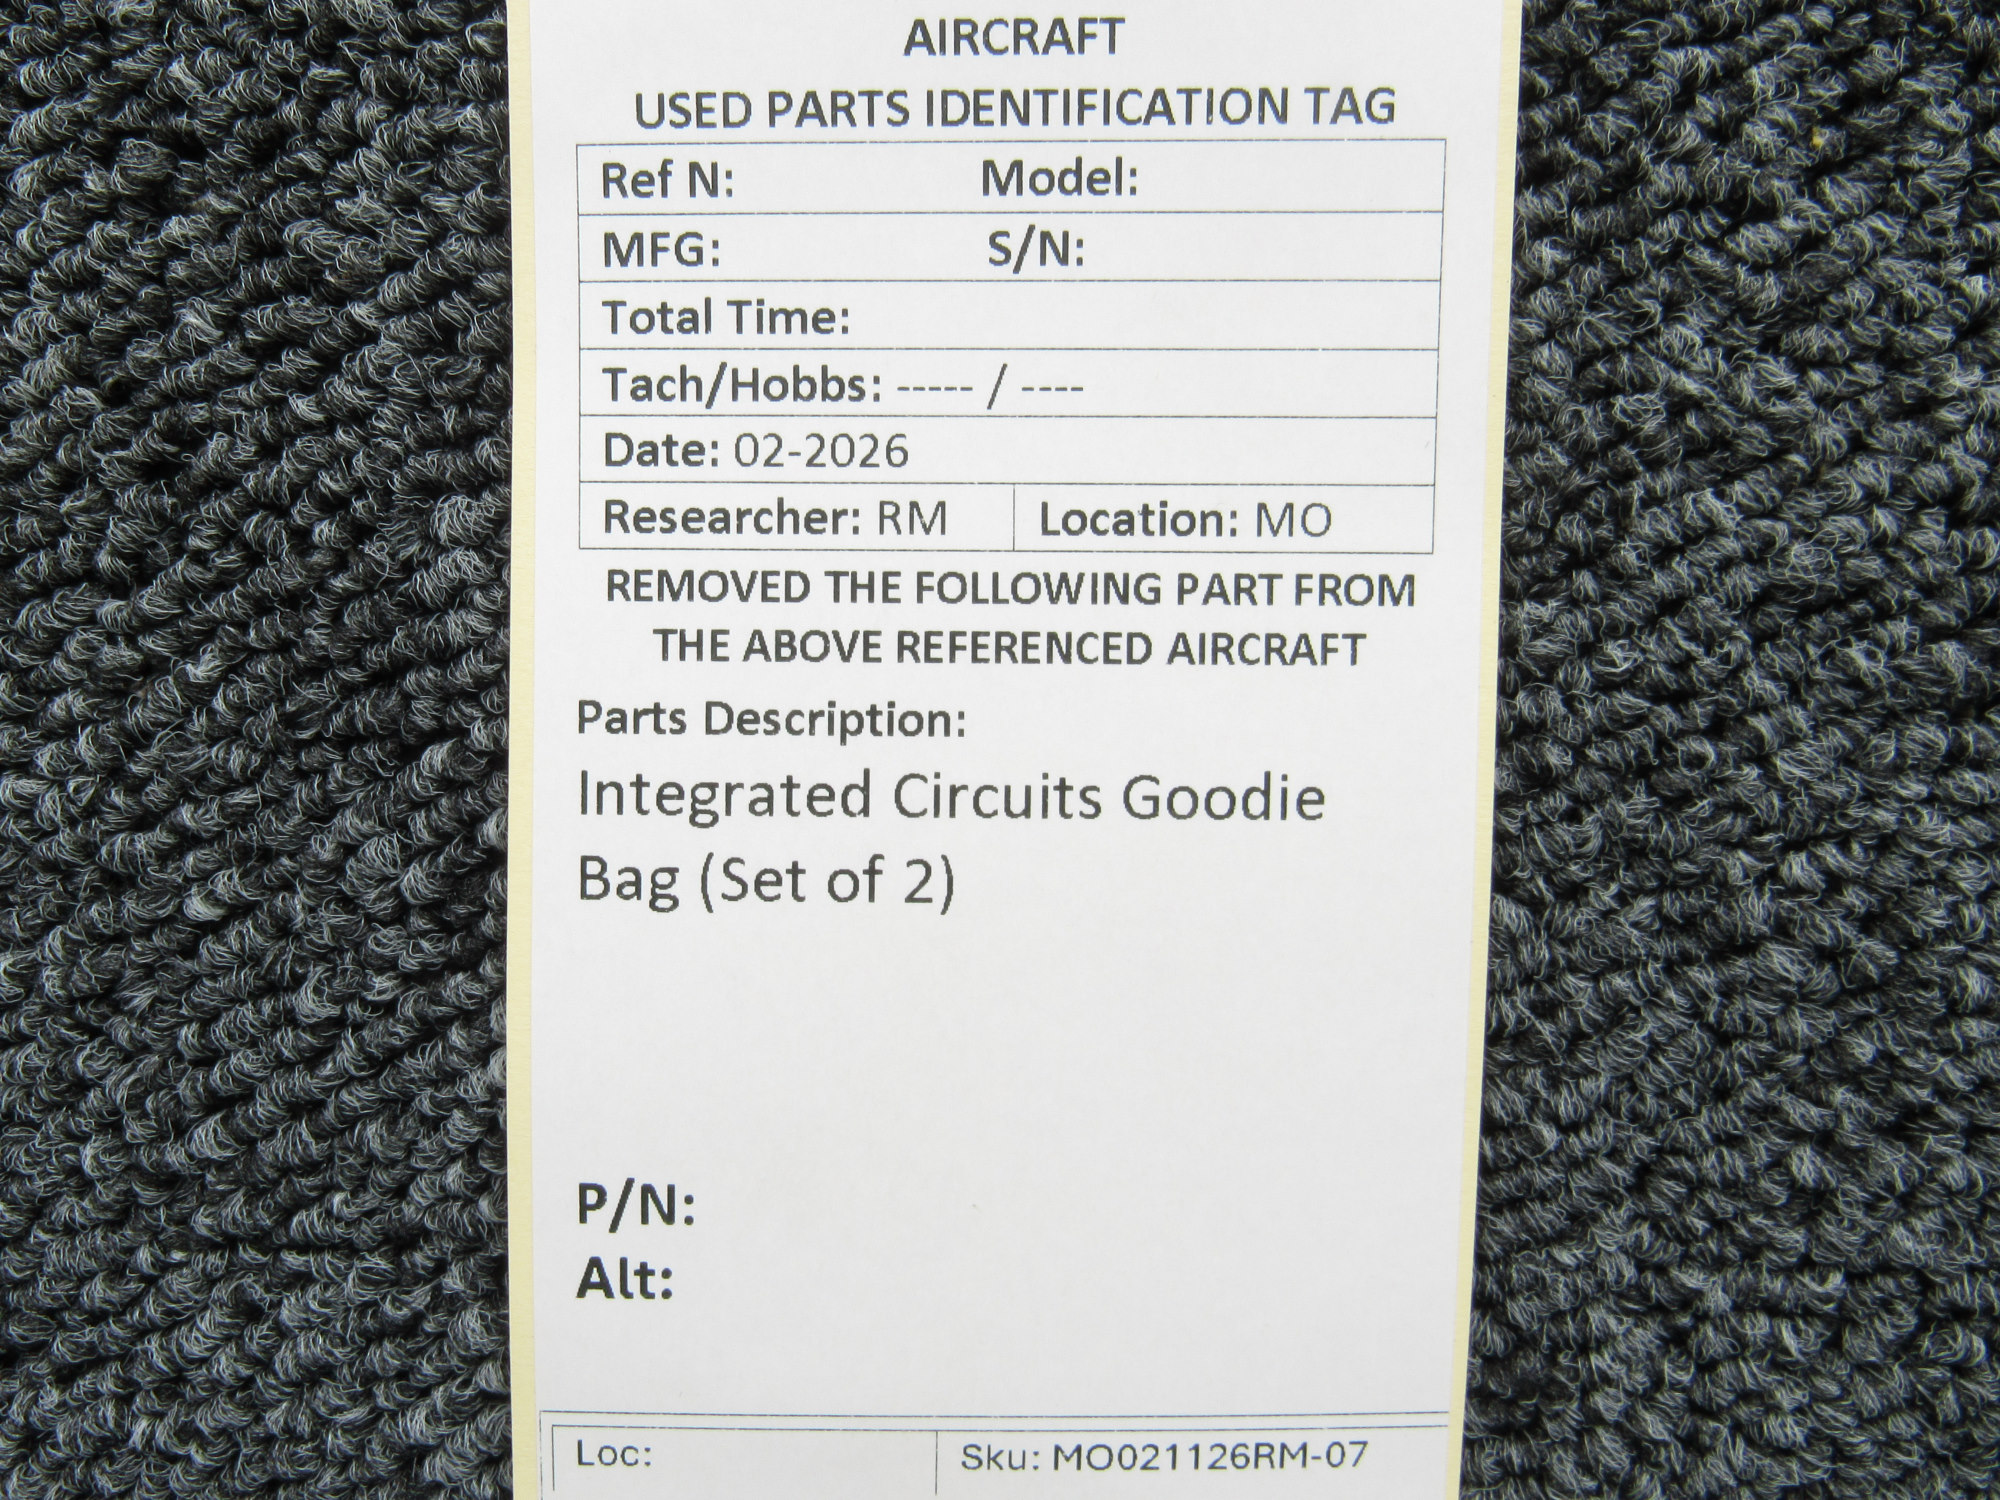 AIRCRAFT
USED PARTS IDENTIFICATION TAG
Ref N: Model:
MFG: S/N:
Total Time:
Tach/Hobbs: ----- / ----
Date: 02-2026
Researcher: RM Location: MO
REMOVED THE FOLLOWING PART FROM
THE ABOVE REFERENCED AIRCRAFT
Parts Description:
Integrated Circuits Goodie
Bag (Set of 2)
P/N:
Alt:
Loc: Sku: MO021126RM-07